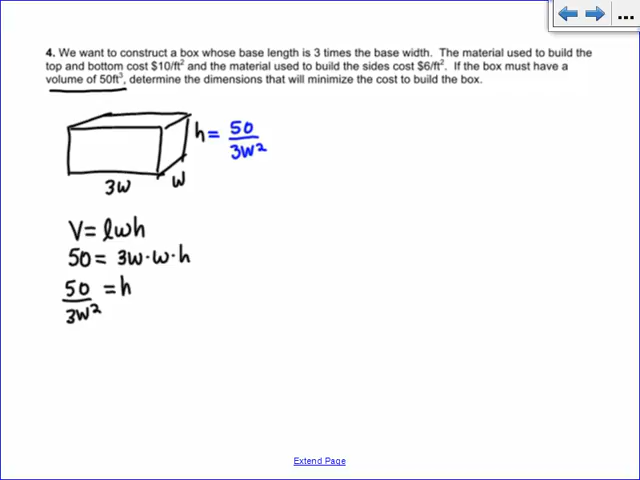 4. We want to construct a box whose base length is 3 times the base width. The material used to build the
top and bottom cost $10/ft² and the material used to build the sides cost $6/ft². If the box must have a
volume of 50ft³, determine the dimensions that will minimize the cost to build the box.
h = 50/3w²
3w
w
V = lwh
50 = 3w·w·h
50/3w² = h
Extend Page
...